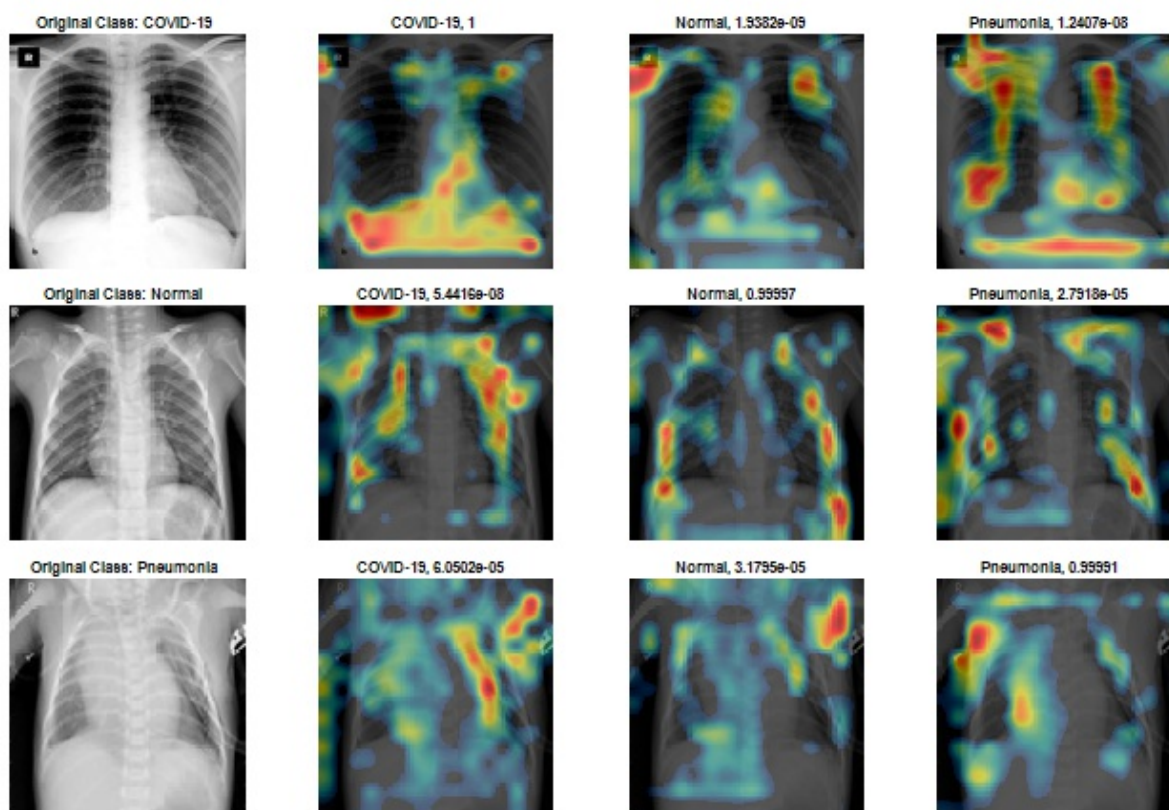 Original Class: COVID-19
COVID-19, 1
Normal, 1.9382e-09
Pneumonia, 1.2407e-08
Original Class: Normal
COVID-19, 5.4416e-08
Normal, 0.99997
Pneumonia, 2.7918e-05
R
Original Class: Pneumonia
COVID-19, 6.0502e-05
Normal, 3.1795e-05
Pneumonia, 0.99991
R